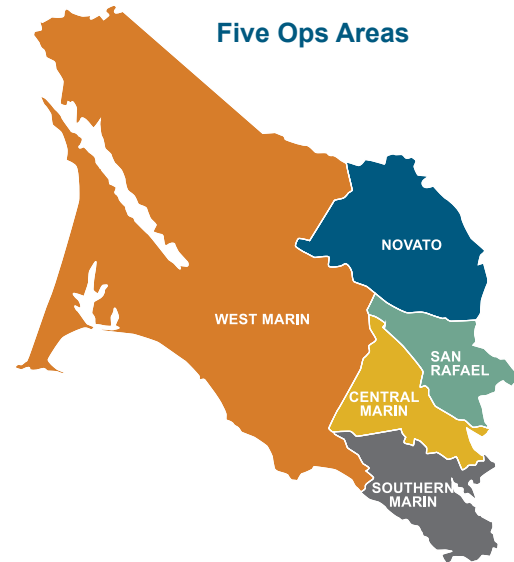 Five Ops Areas
NOVATO
WEST MARIN
SAN
RAFAEL
CENTRAL
MARIN
SOUTHERN
MARIN